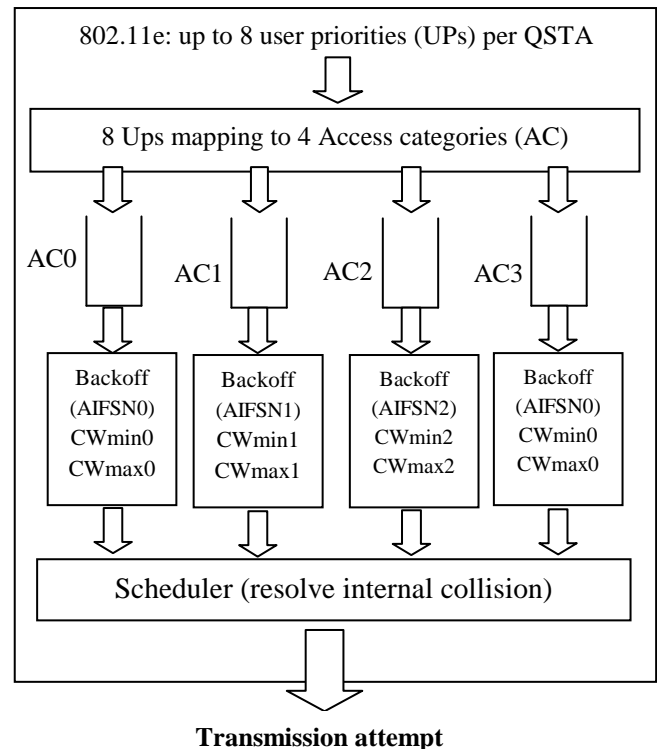 802.11e: up to 8 user priorities (UPs) per QSTA
8 Ups mapping to 4 Access categories (AC)
AC0
AC1
AC2
AC3
Backoff
(AIFSN0)
CWmin0
CWmax0
Backoff
(AIFSN1)
CWmin1
CWmax1
Backoff
(AIFSN2)
CWmin2
CWmax2
Backoff
(AIFSN0)
CWmin0
CWmax0
Scheduler (resolve internal collision)
Transmission attempt